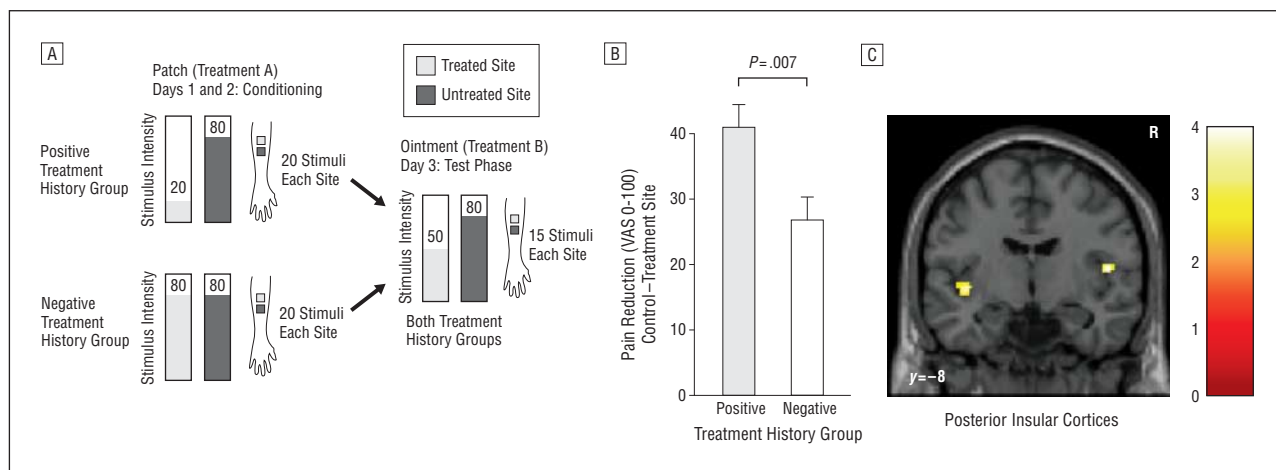 A
Patch (Treatment A)
Days 1 and 2: Conditioning
Treated Site
Untreated Site
Positive
Treatment
History Group
Stimulus Intensity
20
80
20 Stimuli
Each Site
Negative
Treatment
History Group
Stimulus Intensity
80
80
20 Stimuli
Each Site
Ointment (Treatment B)
Day 3: Test Phase
Stimulus Intensity
50
80
15 Stimuli
Each Site
Both Treatment
History Groups
B
P=.007
Pain Reduction (VAS 0-100)
Control–Treatment Site
40
30
20
10
0
Positive
Negative
Treatment History Group
C
R
y=–8
4
3
2
1
0
Posterior Insular Cortices